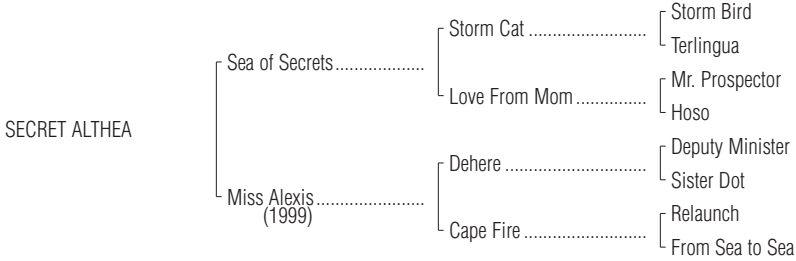 Storm Bird
Storm Cat ........................
Terlingua
Sea of Secrets...................
Mr. Prospector
Love From Mom ..............
Hoso
SECRET ALTHEA
Deputy Minister
Dehere .............................
Sister Dot
Miss Alexis.......................
(1999)
Relaunch
Cape Fire .........................
From Sea to Sea